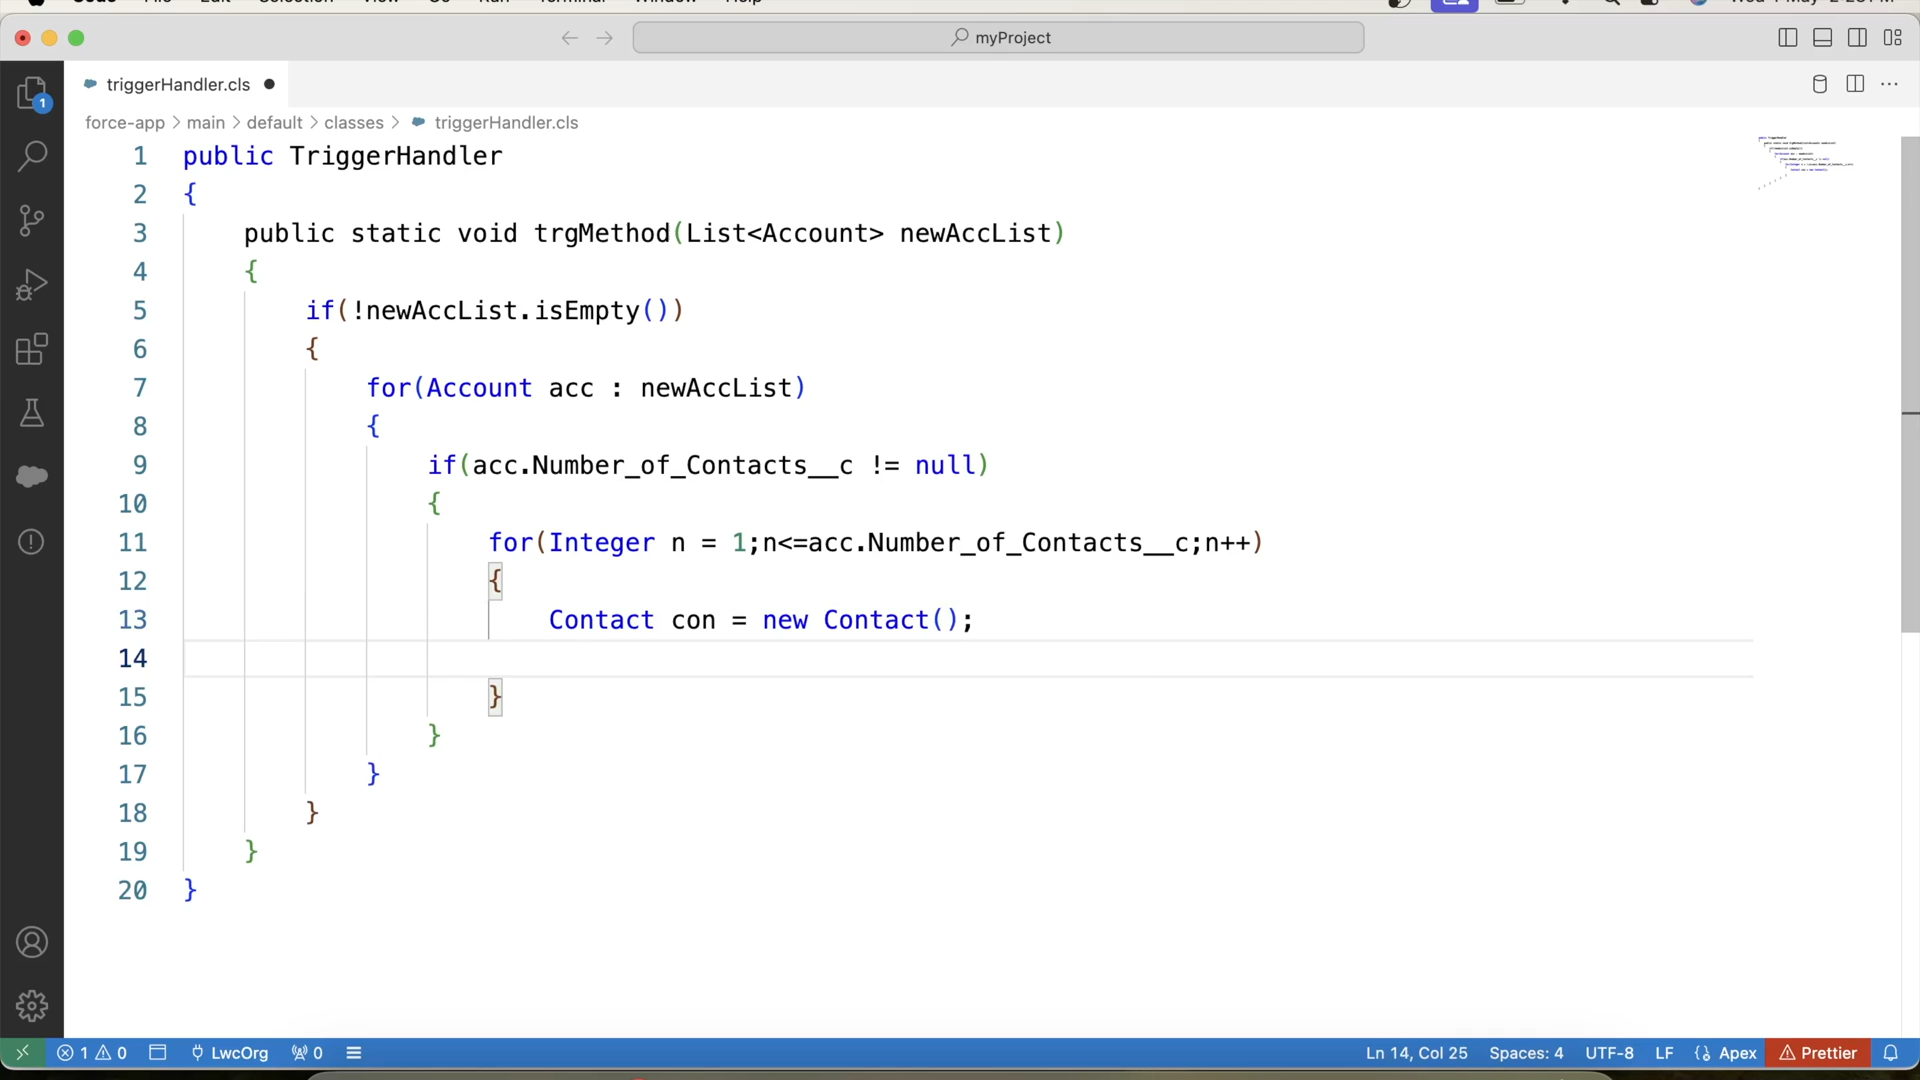 myProject
triggerHandler.cls
force-app > main > default > classes > triggerHandler.cls
1 public TriggerHandler
2 {
3 public static void trgMethod(List<Account> newAccList)
4 {
5 if(!newAccList.isEmpty())
6 {
7 for(Account acc : newAccList)
8 {
9 if(acc.Number_of_Contacts__c != null)
10 {
11 for(Integer n = 1;n<=acc.Number_of_Contacts__c;n++)
12 {
13 Contact con = new Contact();
14
15 }
16 }
17 }
18 }
19 }
20 }
1
1 0 LwcOrg 0 Ln 14, Col 25 Spaces: 4 UTF-8 LF {} Apex Prettier